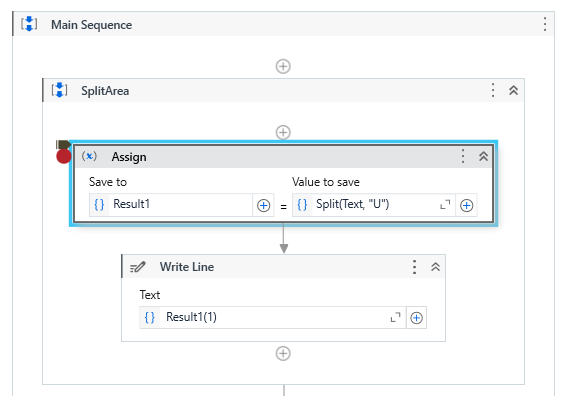 Main Sequence
SplitArea
Assign
Save to
Value to save
Result1
=
Split(Text, "U")
Write Line
Text
Result1(1)